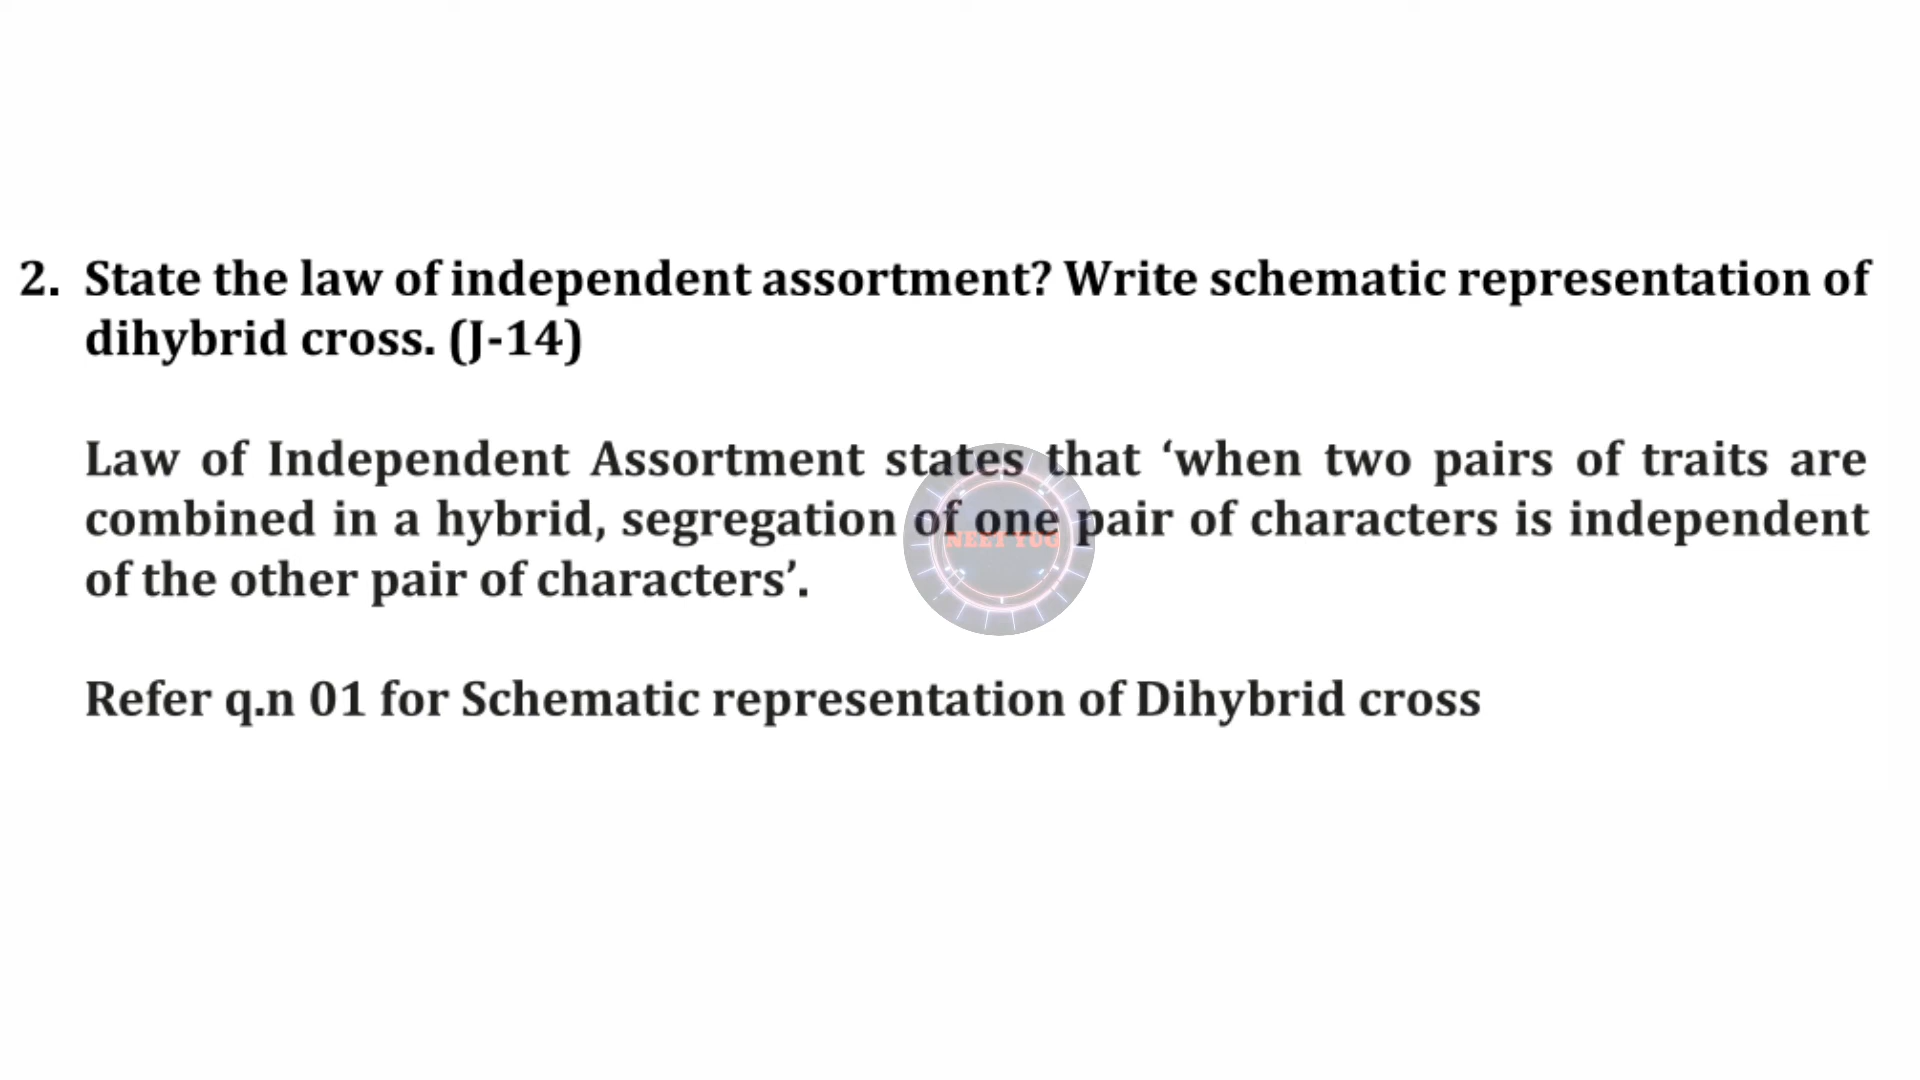 2. State the law of independent assortment? Write schematic representation of
dihybrid cross. (J-14)
Law of Independent Assortment states that ‘when two pairs of traits are
combined in a hybrid, segregation of one pair of characters is independent
of the other pair of characters’.
NEET YUG
Refer q.n 01 for Schematic representation of Dihybrid cross